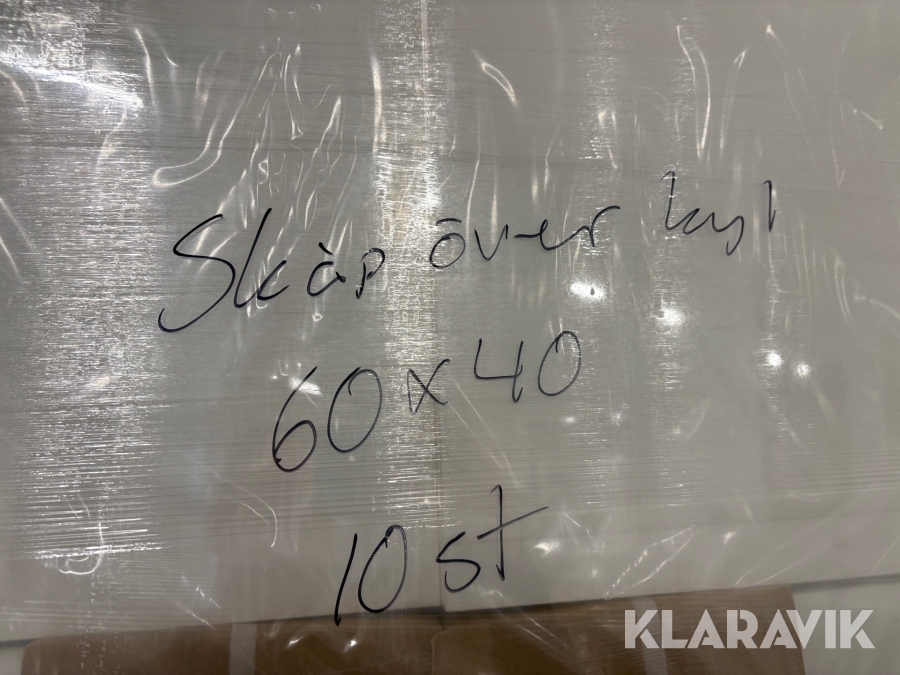 Skåp över kyl
60x40
10 st
KLARAVIK